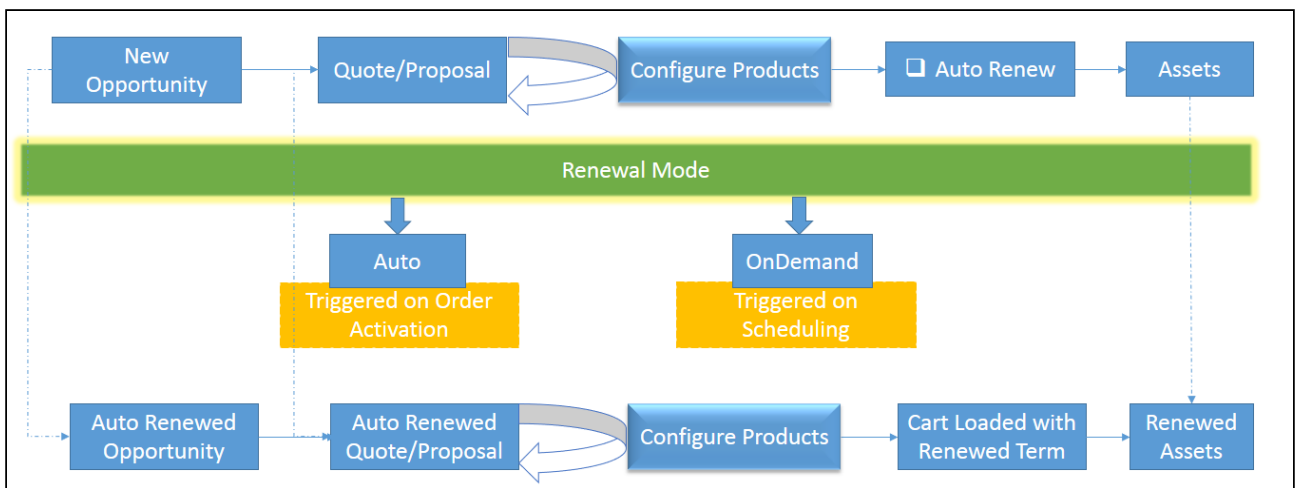 New
Opportunity
Quote/Proposal
Configure Products
❑ Auto Renew
Assets
Renewal Mode
Auto
OnDemand
Triggered on Order
Activation
Triggered on
Scheduling
Auto Renewed
Opportunity
Auto Renewed
Quote/Proposal
Configure Products
Cart Loaded with
Renewed Term
Renewed
Assets